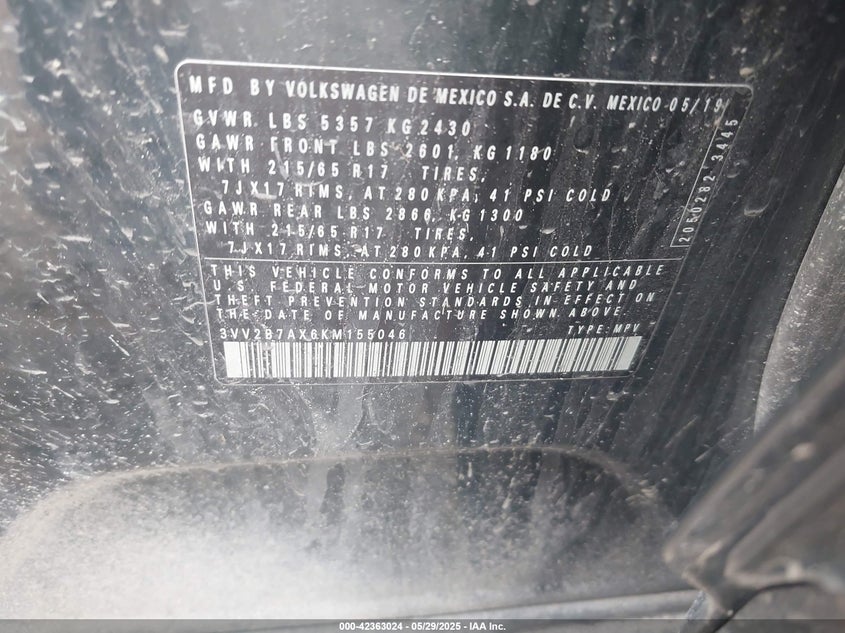 MFD BY VOLKSWAGEN DE MEXICO S.A. DE C.V. MEXICO 05/19
GVWR LBS 5357 KG 2430
GAWR FRONT LBS 2601, KG 1180
WITH 215/65 R17 TIRES,
7JX17 RIMS, AT 280 KPA, 41 PSI COLD
GAWR REAR LBS 2866, KG 1300
WITH 215/65 R17 TIRES,
7JX17 RIMS, AT 280 KPA, 41 PSI COLD
2050282 3445
THIS VEHICLE CONFORMS TO ALL APPLICABLE
U.S. FEDERAL MOTOR VEHICLE SAFETY AND
THEFT PREVENTION STANDARDS IN EFFECT ON
THE DATE OF MANUFACTURE SHOWN ABOVE.
3VV2B7AX6KM155046 TYPE: MPV
000-42363024 - 05/29/2025 - IAA Inc.